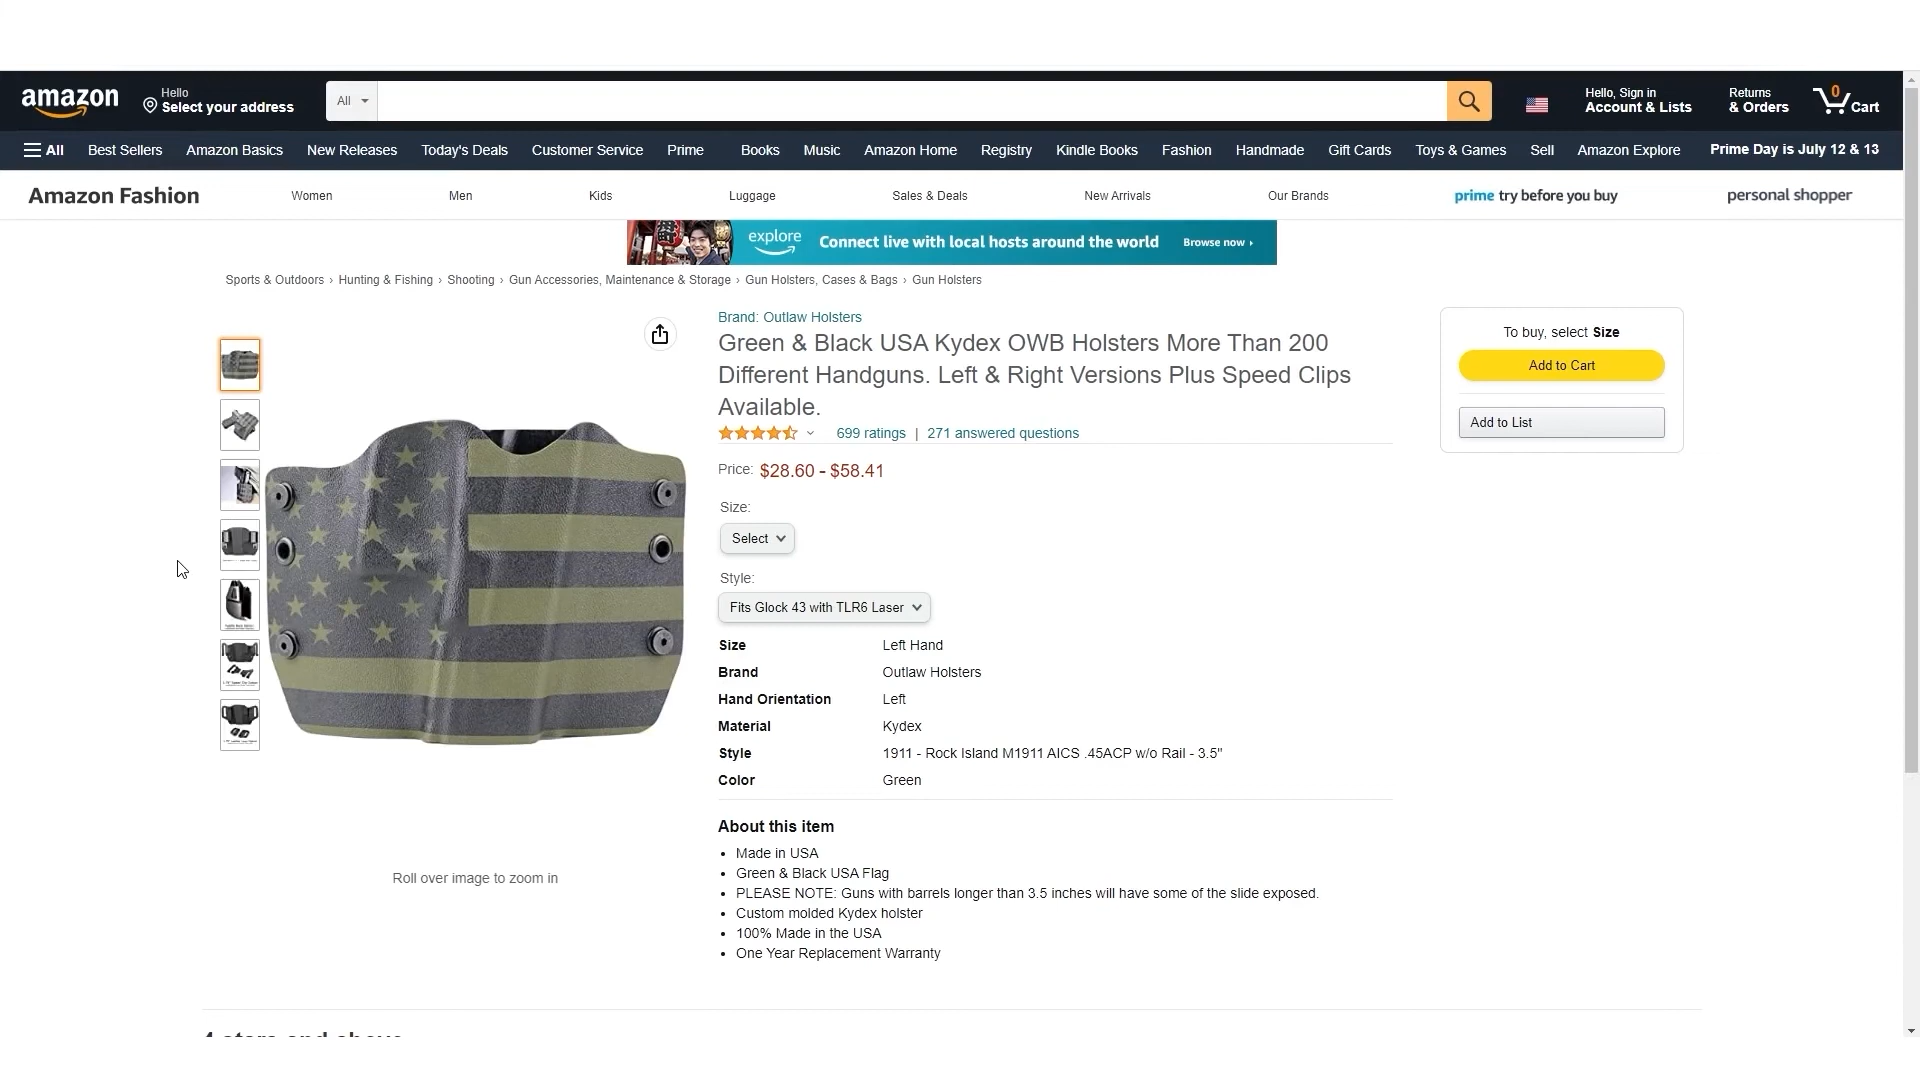 amazon
Hello
Select your address
All
Hello, Sign in
Account & Lists
Returns
& Orders
0
Cart
All
Best Sellers
Amazon Basics
New Releases
Today's Deals
Customer Service
Prime
Books
Music
Amazon Home
Registry
Kindle Books
Fashion
Handmade
Gift Cards
Toys & Games
Sell
Amazon Explore
Prime Day is July 12 & 13
Amazon Fashion
Women
Men
Kids
Luggage
Sales & Deals
New Arrivals
Our Brands
prime try before you buy
personal shopper
explore
Connect live with local hosts around the world
Browse now ›
Sports & Outdoors › Hunting & Fishing › Shooting › Gun Accessories, Maintenance & Storage › Gun Holsters, Cases & Bags › Gun Holsters
Brand: Outlaw Holsters
Green & Black USA Kydex OWB Holsters More Than 200
Different Handguns. Left & Right Versions Plus Speed Clips
Available.
699 ratings | 271 answered questions
Price: $28.60 - $58.41
Size:
Select
Style:
Fits Glock 43 with TLR6 Laser
Size Left Hand
Brand Outlaw Holsters
Hand Orientation Left
Material Kydex
Style 1911 - Rock Island M1911 AICS .45ACP w/o Rail - 3.5"
Color Green
About this item
• Made in USA
• Green & Black USA Flag
• PLEASE NOTE: Guns with barrels longer than 3.5 inches will have some of the slide exposed.
• Custom molded Kydex holster
• 100% Made in the USA
• One Year Replacement Warranty
Roll over image to zoom in
To buy, select Size
Add to Cart
Add to List
4 stars and above